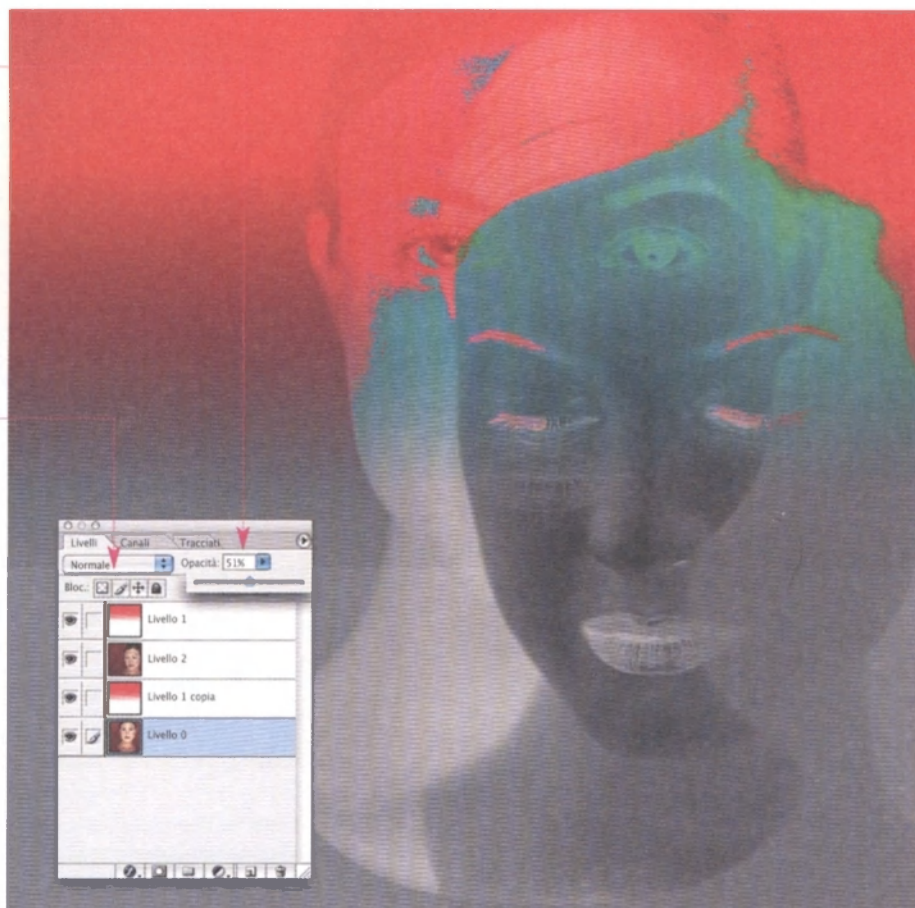 Livelli Canali Tracciati
Normale Opacità: 51%
Bloc.:
Livello 1
Livello 2
Livello 1 copia
Livello 0